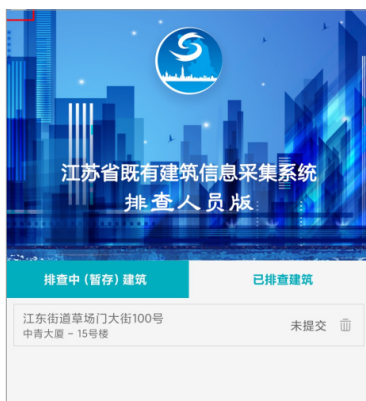 江苏省既有建筑信息采集系统
排查人员版
排查中（暂存）建筑
已排查建筑
江东街道草场门大街100号
未提交
中青大厦 - 15号楼